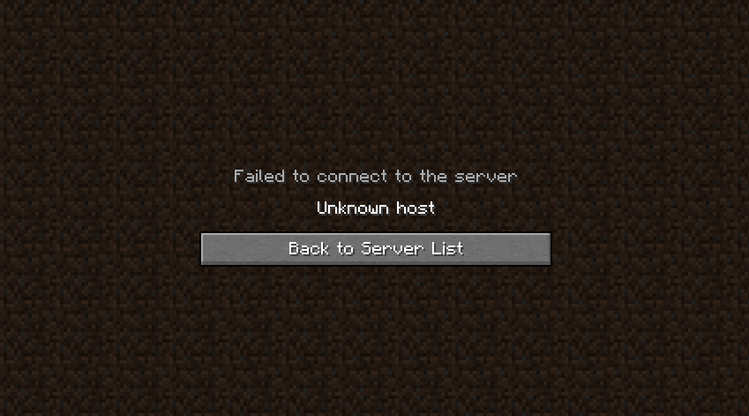 Failed to connect to the server
Unknown host
Back to Server List